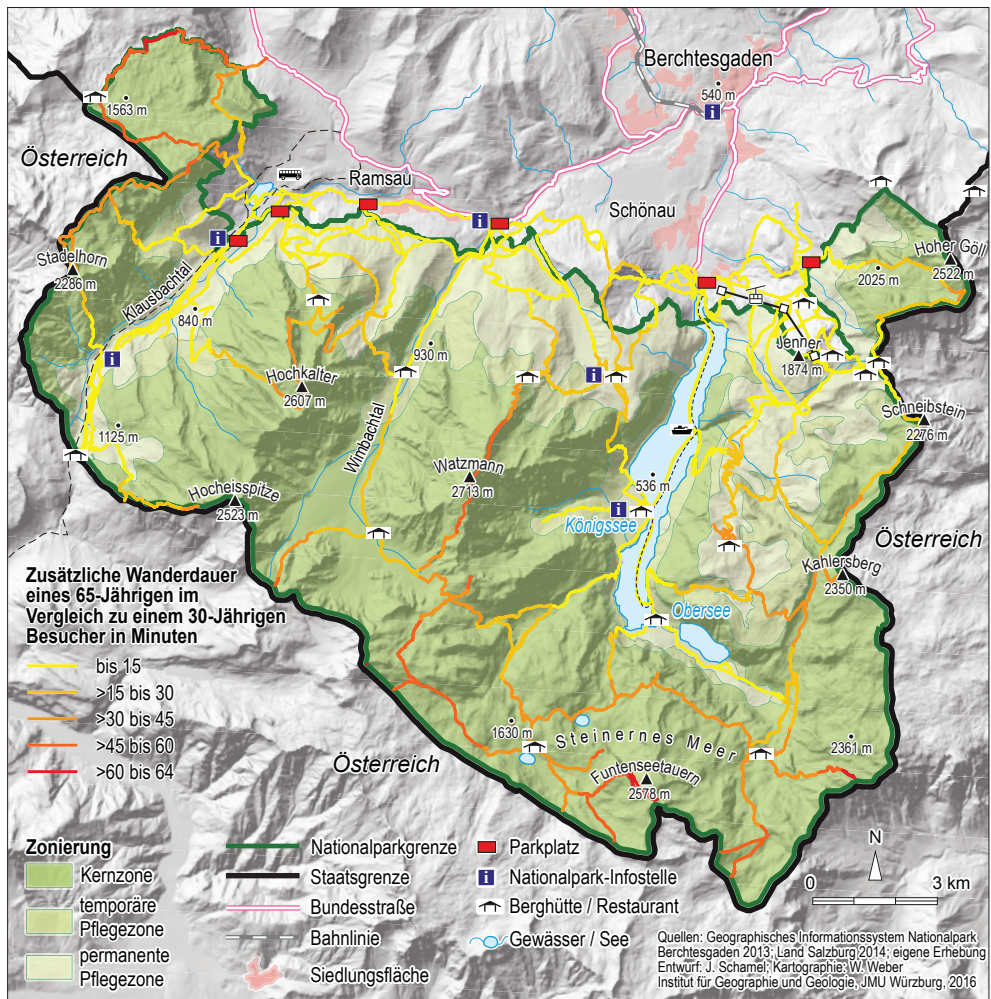 Berchtesgaden
540 m
1563 m
Österreich
Ramsau
Schönau
Stadelhorn
2286 m
Klausbachtal
840 m
Hoher Göll
2522 m
2025 m
930 m
Jenner
1874 m
Hochkalter
2607 m
Schneibstein
2276 m
1125 m
Wimbachtal
Watzmann
2713 m
536 m
Hocheisspitze
2523 m
Königssee
Österreich
Kahlersberg
2350 m
Obersee
Zusätzliche Wanderdauer
eines 65-Jährigen im
Vergleich zu einem 30-Jährigen
Besucher in Minuten
bis 15
>15 bis 30
>30 bis 45
>45 bis 60
>60 bis 64
1630 m
Steinernes Meer
2361 m
Österreich
Funtenseetauern
2578 m
Zonierung
Kernzone
temporäre
Pflegezone
permanente
Pflegezone
Nationalparkgrenze
Staatsgrenze
Bundesstraße
Bahnlinie
Siedlungsfläche
Parkplatz
i Nationalpark-Infostelle
Berghütte / Restaurant
Gewässer / See
N
0 3 km
Quellen: Geographisches Informationssystem Nationalpark
Berchtesgaden 2013; Land Salzburg 2014; eigene Erhebung
Entwurf: J. Schamel; Kartographie: W. Weber
Institut für Geographie und Geologie, JMU Würzburg, 2016